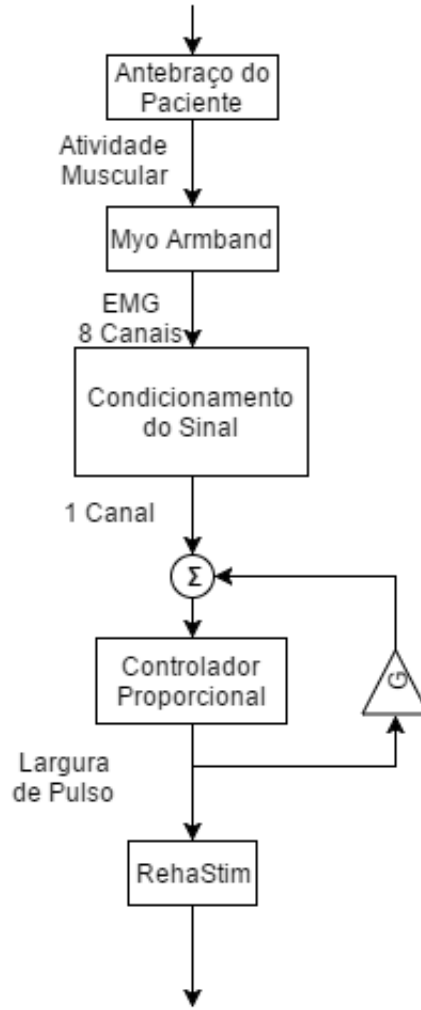 Antebraço do
Paciente
Atividade
Muscular
Myo Armband
EMG
8 Canais
Condicionamento
do Sinal
1 Canal
Σ
Controlador
Proporcional
G
Largura
de Pulso
RehaStim